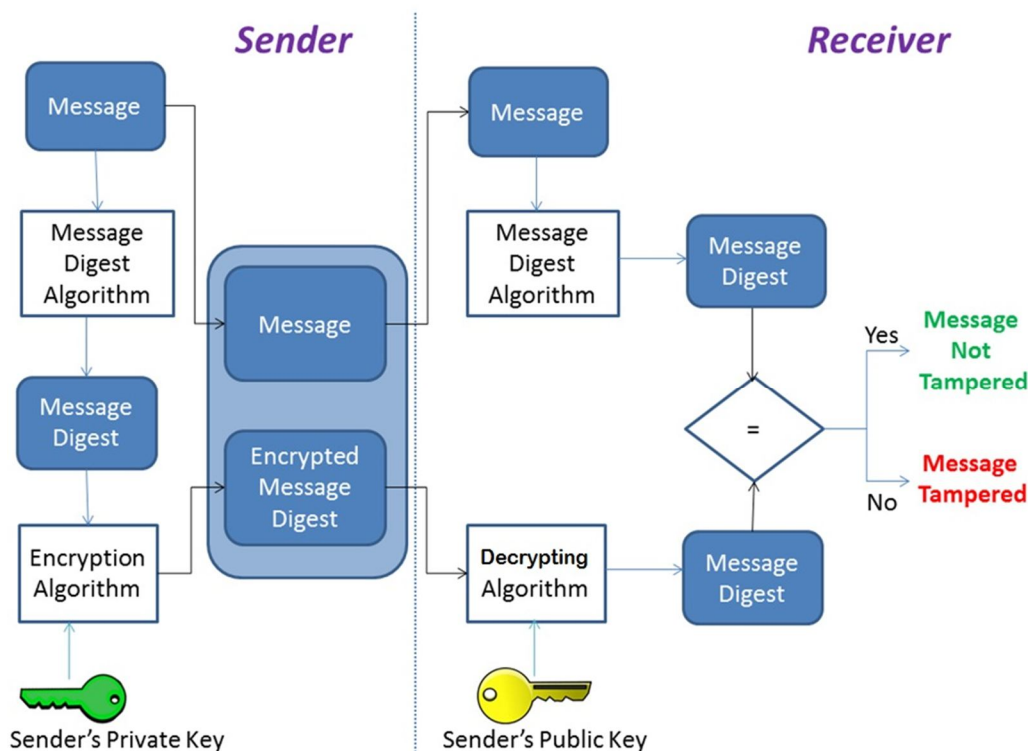 Sender
Receiver
Message
Message
Digest
Algorithm
Message
Digest
Encryption
Algorithm
Sender's Private Key
Message
Encrypted
Message
Digest
Message
Message
Digest
Algorithm
Message
Digest
=
Yes
Message
Not
Tampered
No
Message
Tampered
Decrypting
Algorithm
Message
Digest
Sender's Public Key